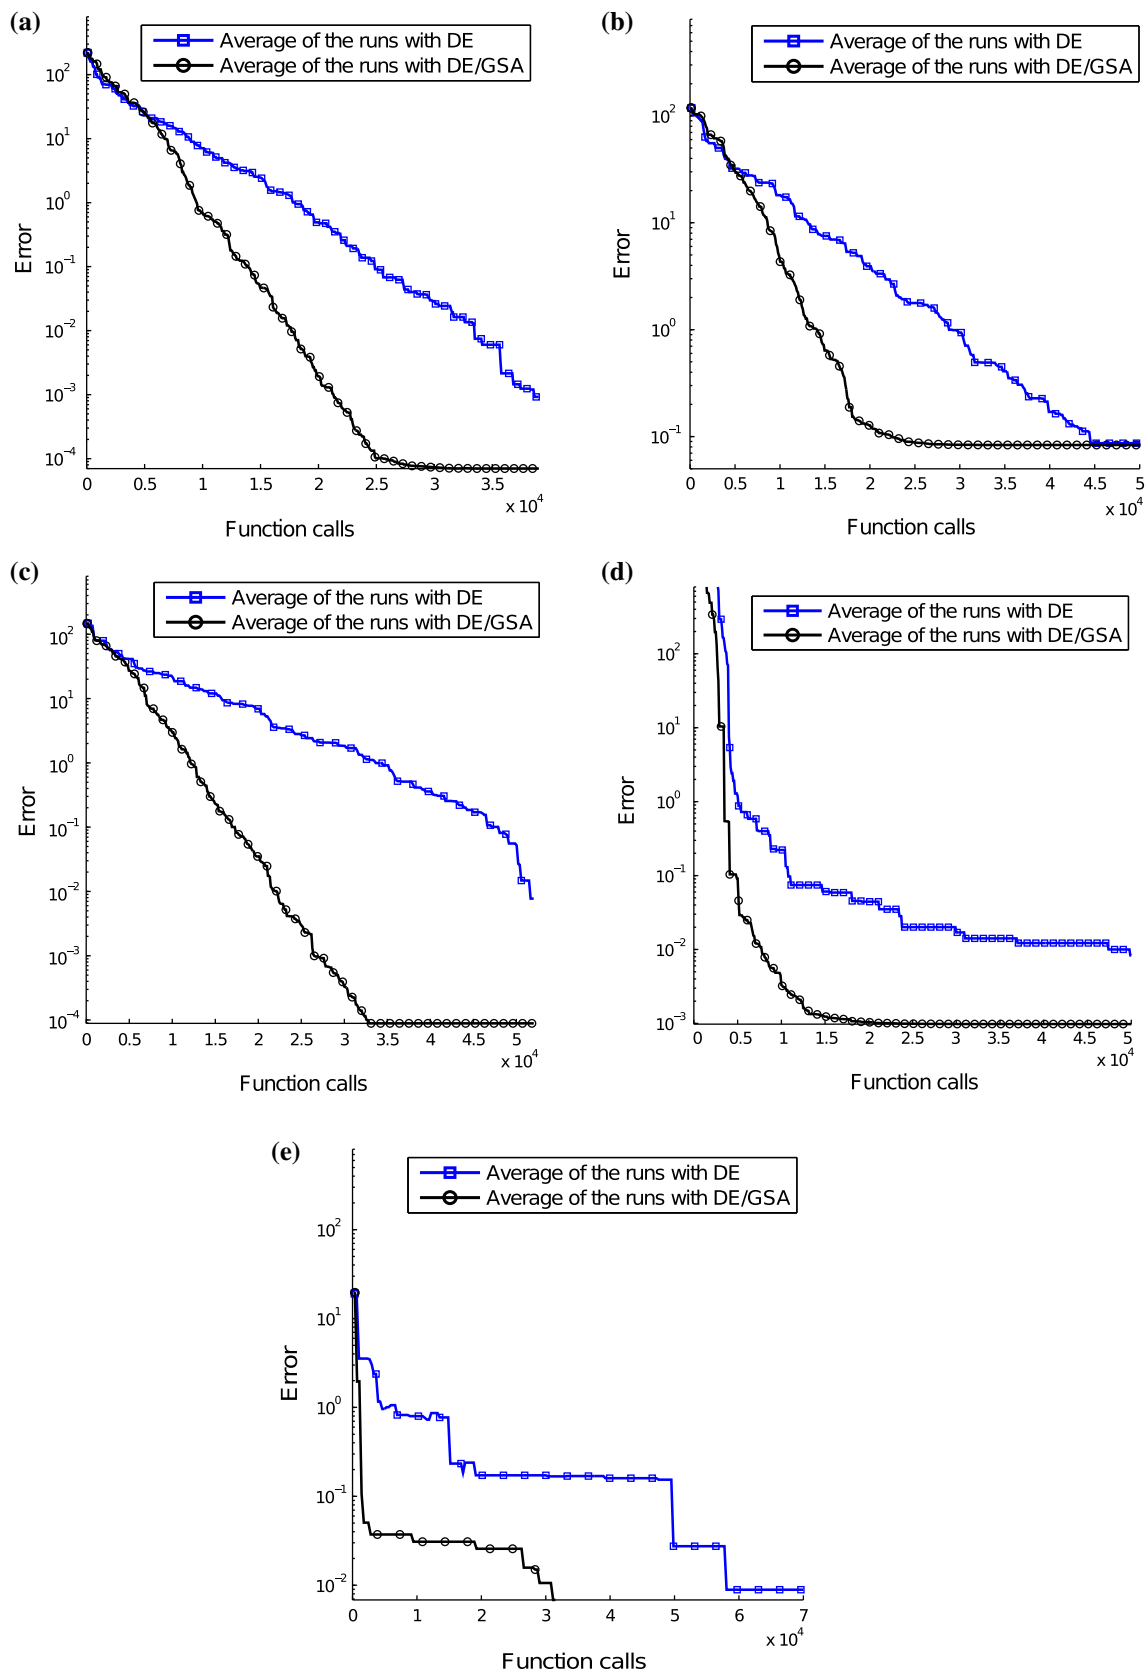 (a)
Average of the runs with DE
Average of the runs with DE/GSA
10^2
10^1
10^0
10^-1
10^-2
10^-3
10^-4
Error
0 0.5 1 1.5 2 2.5 3 3.5
x 10^4
Function calls
(b)
Average of the runs with DE
Average of the runs with DE/GSA
10^2
10^1
10^0
10^-1
Error
0 0.5 1 1.5 2 2.5 3 3.5 4 4.5 5
x 10^4
Function calls
(c)
Average of the runs with DE
Average of the runs with DE/GSA
10^2
10^1
10^0
10^-1
10^-2
10^-3
10^-4
Error
0 0.5 1 1.5 2 2.5 3 3.5 4 4.5 5
x 10^4
Function calls
(d)
Average of the runs with DE
Average of the runs with DE/GSA
10^2
10^1
10^0
10^-1
10^-2
10^-3
Error
0 0.5 1 1.5 2 2.5 3 3.5 4 4.5 5
x 10^4
Function calls
(e)
Average of the runs with DE
Average of the runs with DE/GSA
10^2
10^1
10^0
10^-1
10^-2
Error
0 1 2 3 4 5 6 7
x 10^4
Function calls